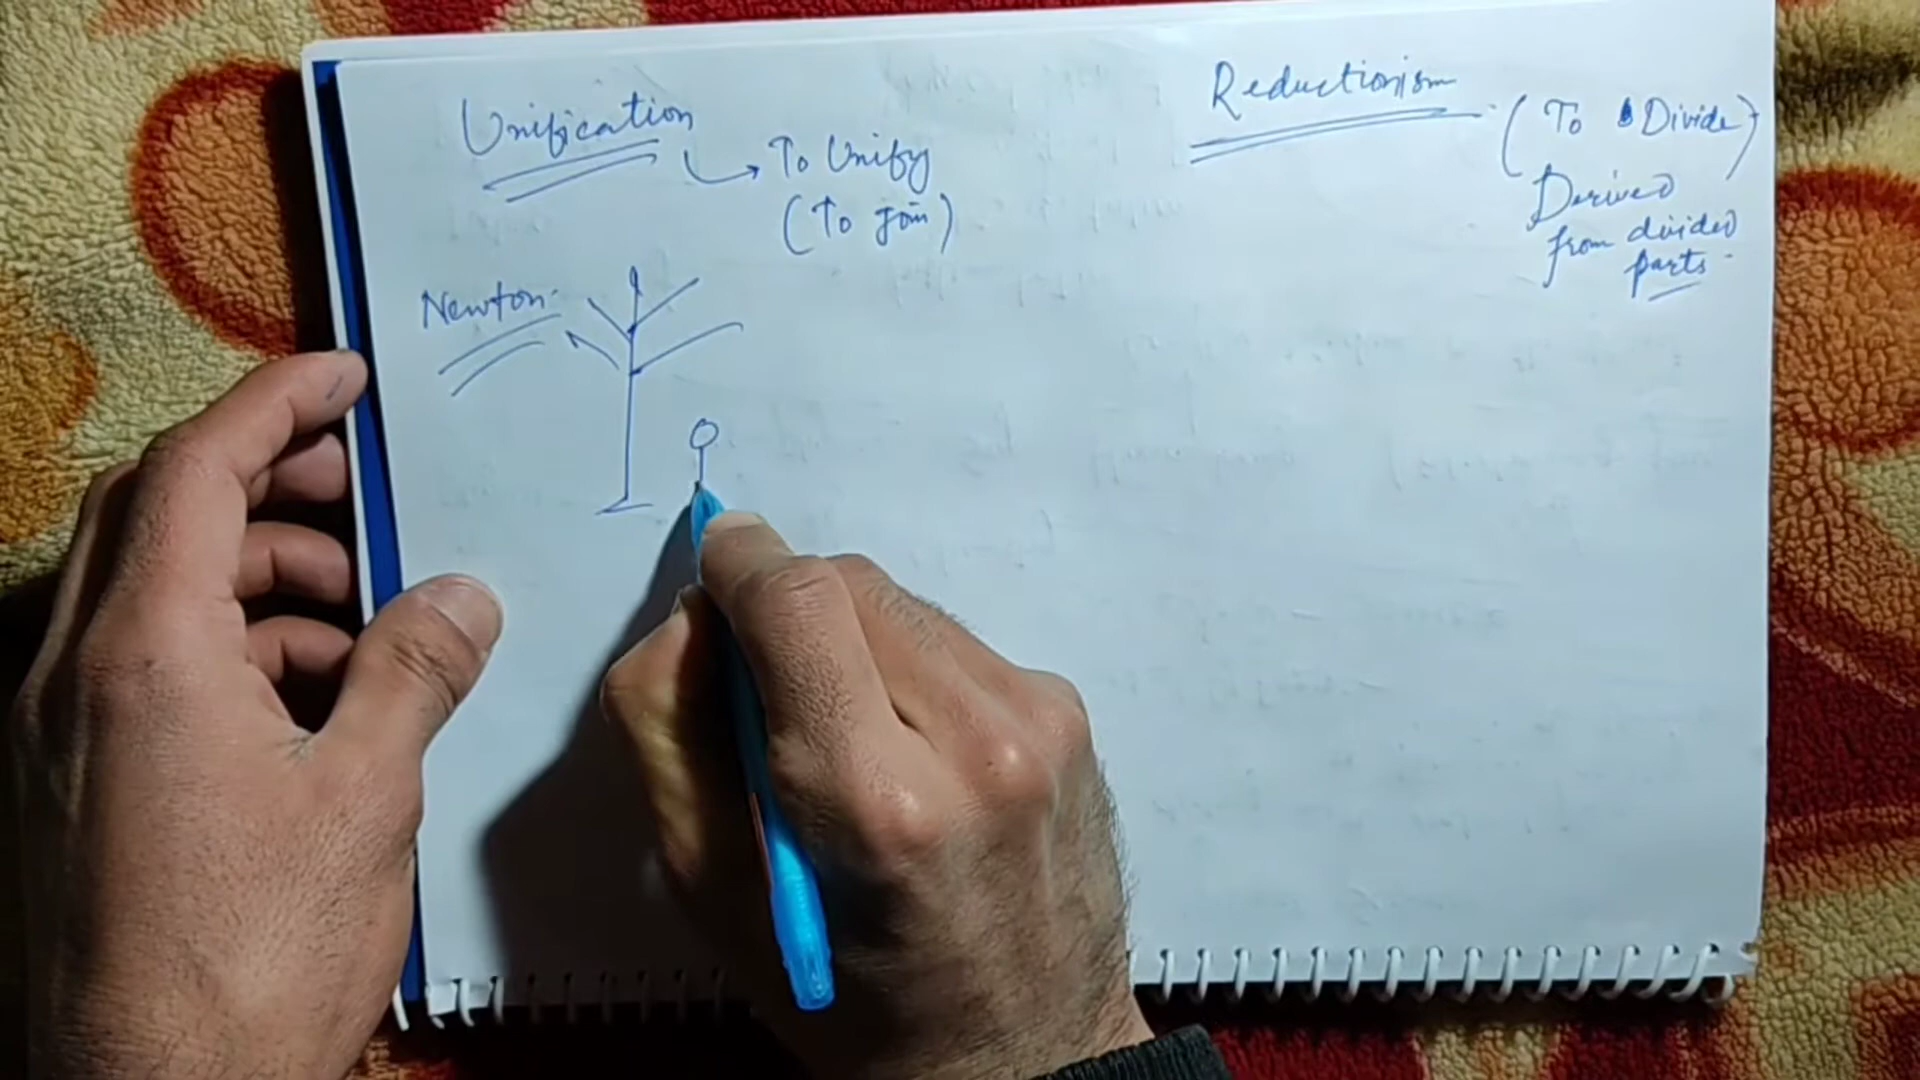 Unification
To Unify
(To Join)
Newton
Reductionism
(To Divide)
Derived
from divided
parts